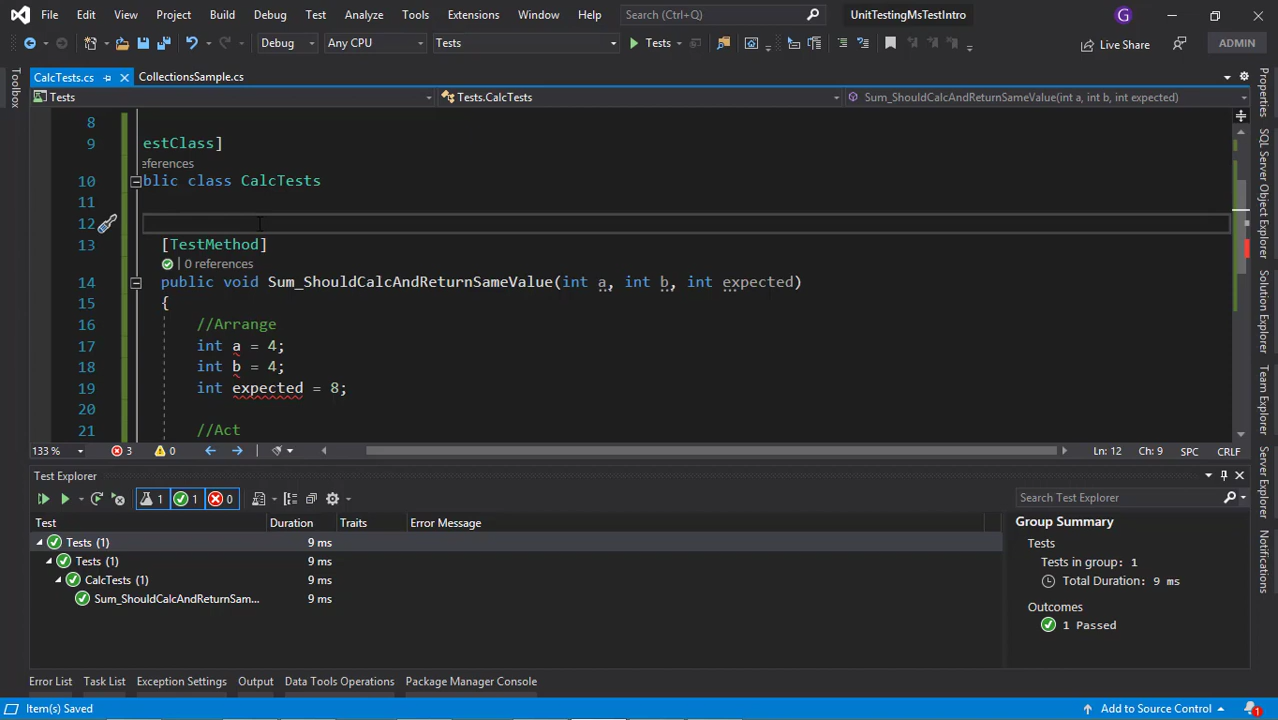 File Edit View Project Build Debug Test Analyze Tools Extensions Window Help Search (Ctrl+Q) UnitTestingMsTestIntro G
Debug Any CPU Tests Tests Live Share ADMIN
CalcTests.cs CollectionsSample.cs
Tests Tests.CalcTests Sum_ShouldCalcAndReturnSameValue(int a, int b, int expected)
8
9 estClass]
eferences
10 blic class CalcTests
11
12
13 [TestMethod]
0 references
14 public void Sum_ShouldCalcAndReturnSameValue(int a, int b, int expected)
15 {
16 //Arrange
17 int a = 4;
18 int b = 4;
19 int expected = 8;
20
21 //Act
133 % 3 0 Ln: 12 Ch: 9 SPC CRLF
Test Explorer
1 1 0 Search Test Explorer
Test Duration Traits Error Message
Tests (1) 9 ms
Tests (1) 9 ms
CalcTests (1) 9 ms
Sum_ShouldCalcAndReturnSam... 9 ms
Group Summary
Tests
Tests in group: 1
Total Duration: 9 ms
Outcomes
1 Passed
Error List Task List Exception Settings Output Data Tools Operations Package Manager Console
Item(s) Saved Add to Source Control 1
Toolbox
Properties
SQL Server Object Explorer
Solution Explorer
Team Explorer
Server Explorer
Notifications